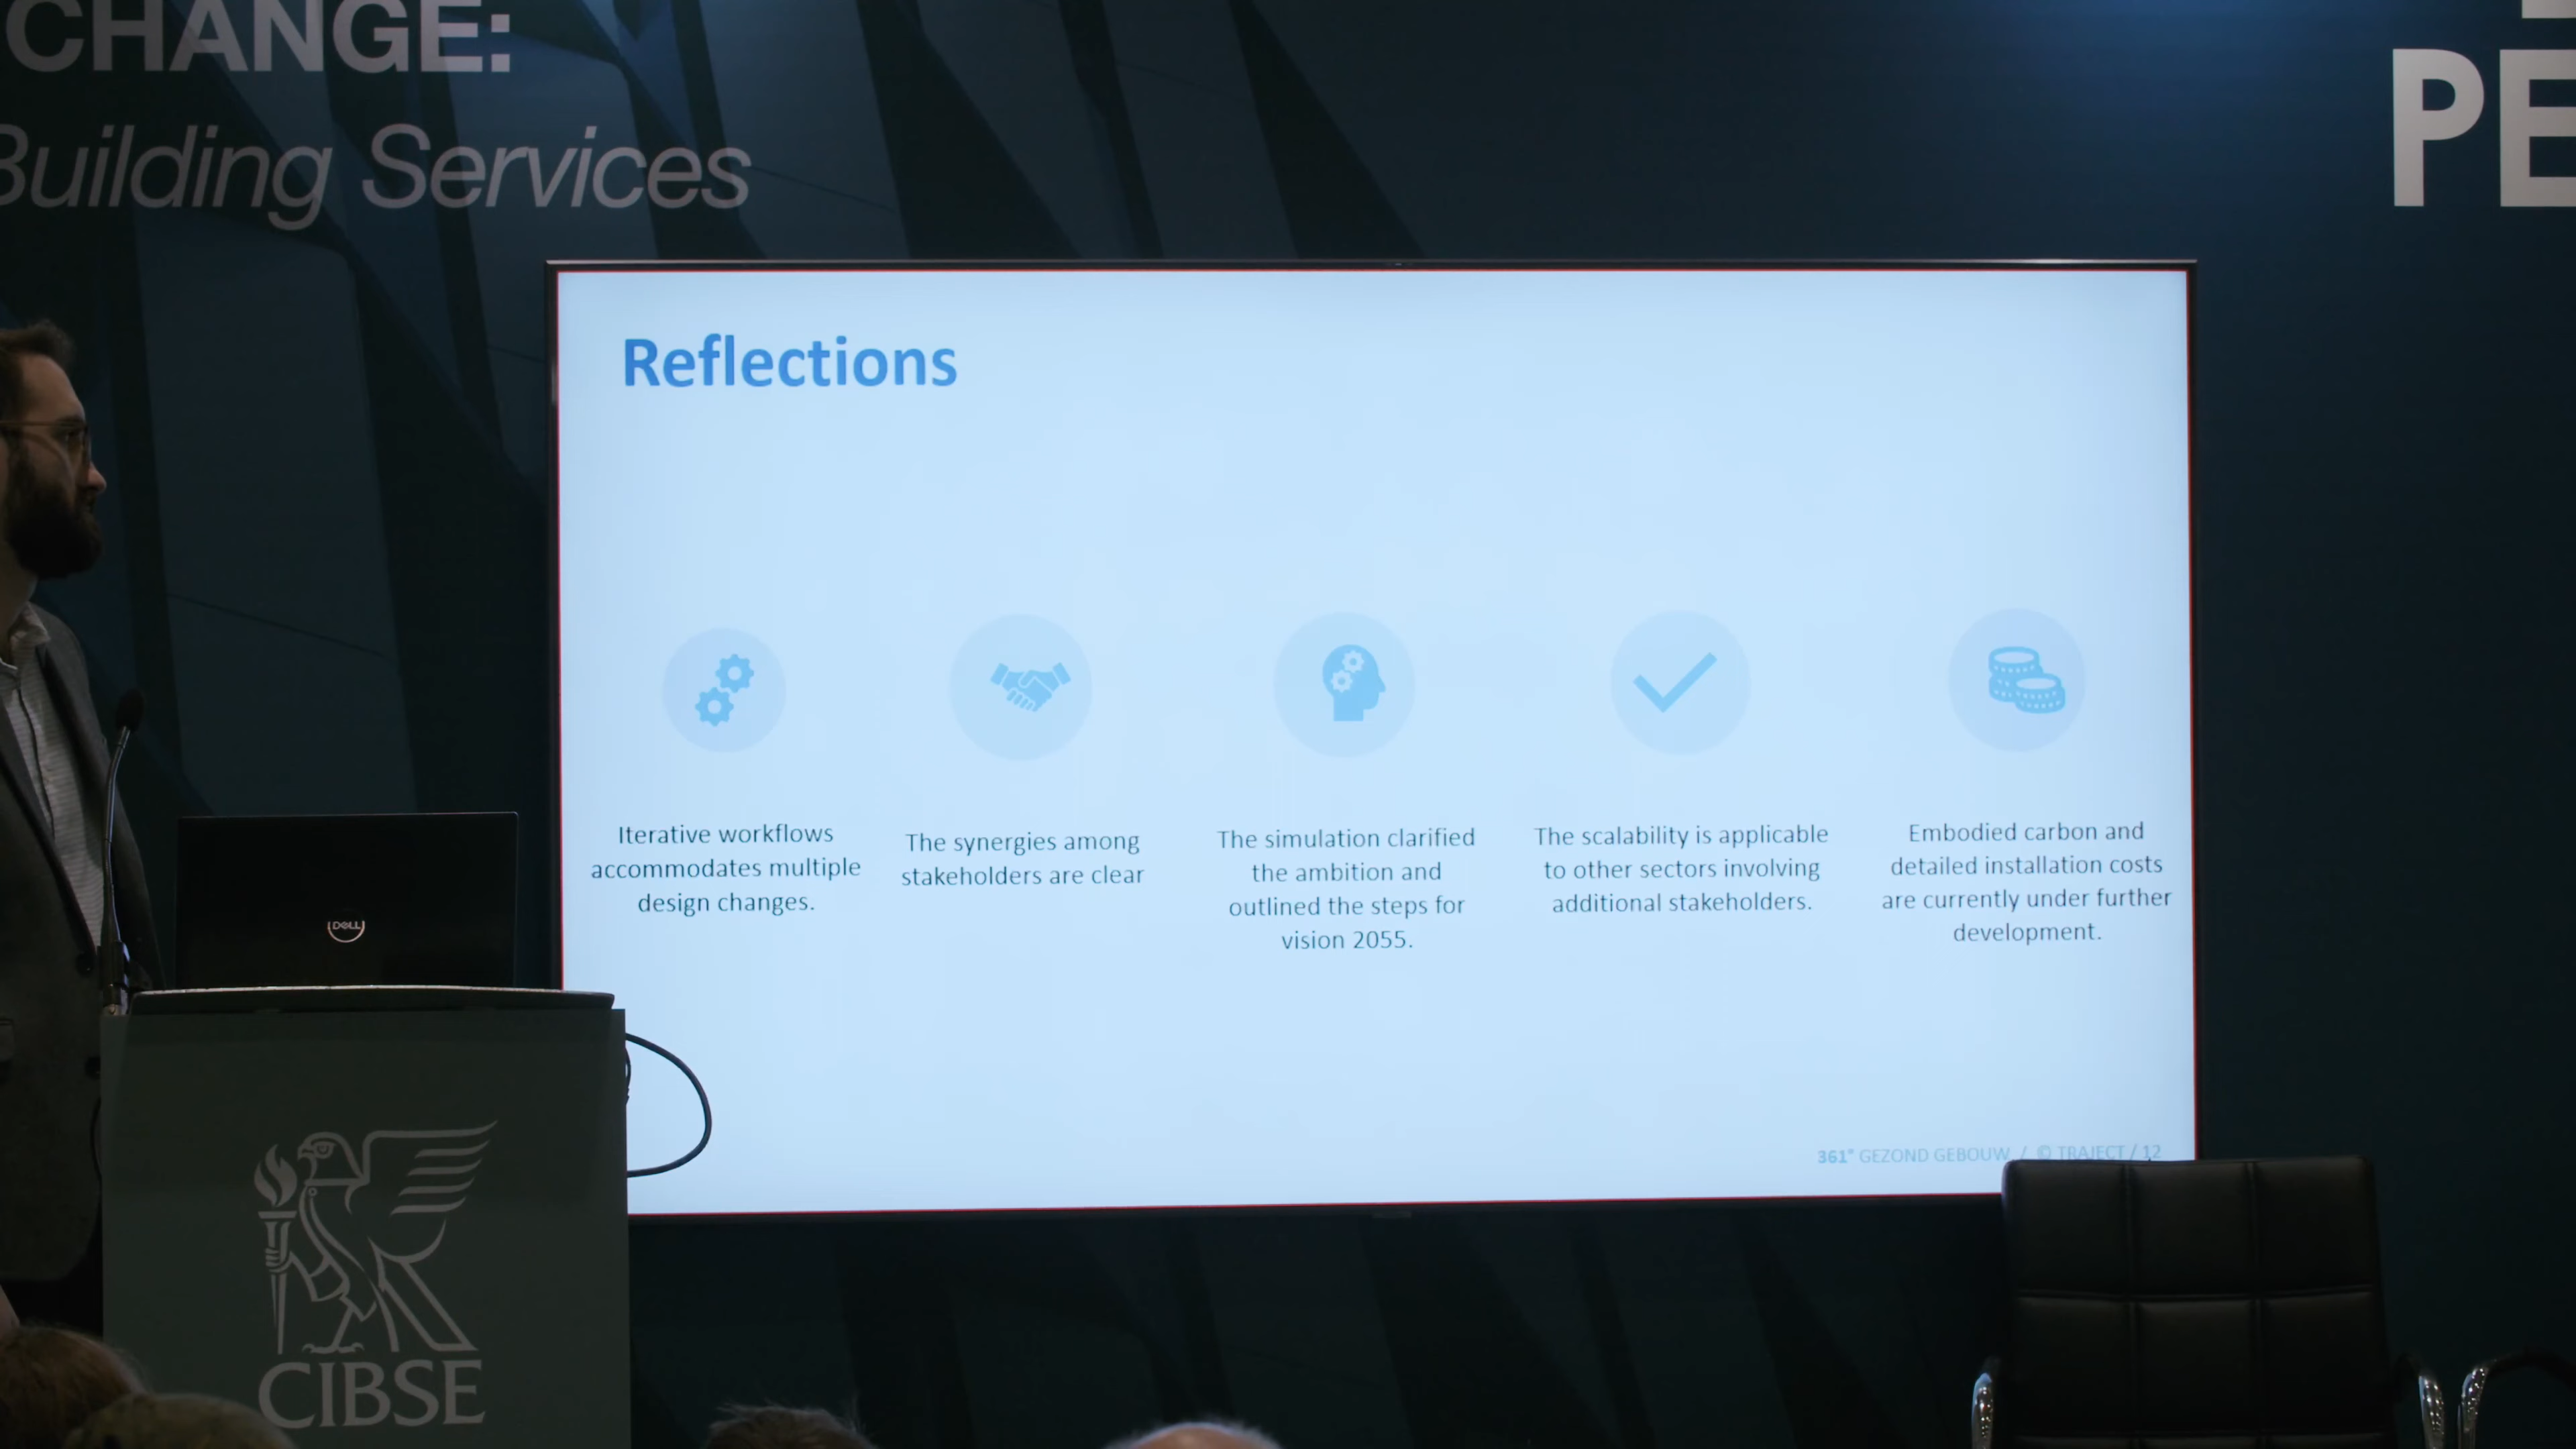 CHANGE:
Building Services
PE
Reflections
Iterative workflows
accommodates multiple
design changes.
The synergies among
stakeholders are clear
The simulation clarified
the ambition and
outlined the steps for
vision 2055.
The scalability is applicable
to other sectors involving
additional stakeholders.
Embodied carbon and
detailed installation costs
are currently under further
development.
361° GEZOND GEBOUW / © TRAJECT / 12
DELL
CIBSE